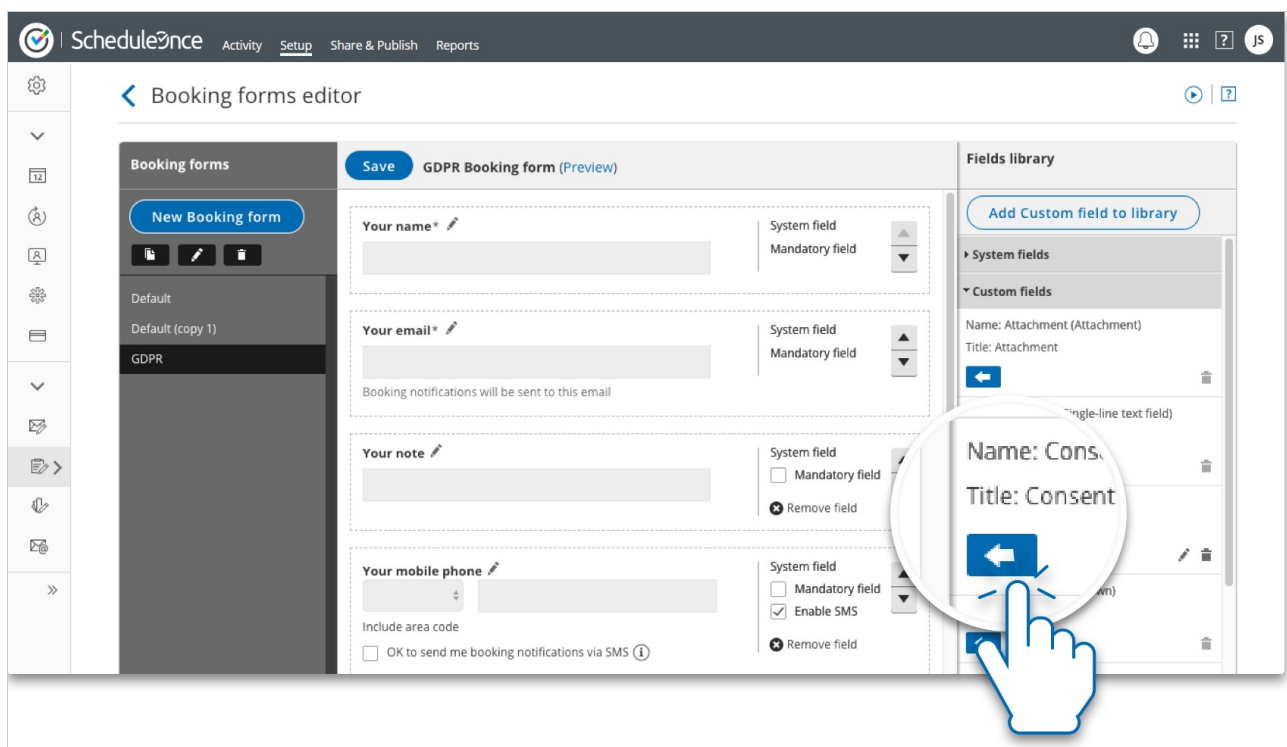 ScheduleOnce Activity Setup Share & Publish Reports ? JS
Booking forms editor ?
Booking forms
Save GDPR Booking form (Preview)
Fields library
New Booking form
Default
Default (copy 1)
GDPR
Your name*
System field
Mandatory field
Your email*
System field
Mandatory field
Booking notifications will be sent to this email
Your note
System field
Mandatory field
Remove field
Your mobile phone
System field
Mandatory field
Enable SMS
Include area code
Remove field
OK to send me booking notifications via SMS i
Add Custom field to library
System fields
Custom fields
Name: Attachment (Attachment)
Title: Attachment
text field)
Name:
Title: Consent
12